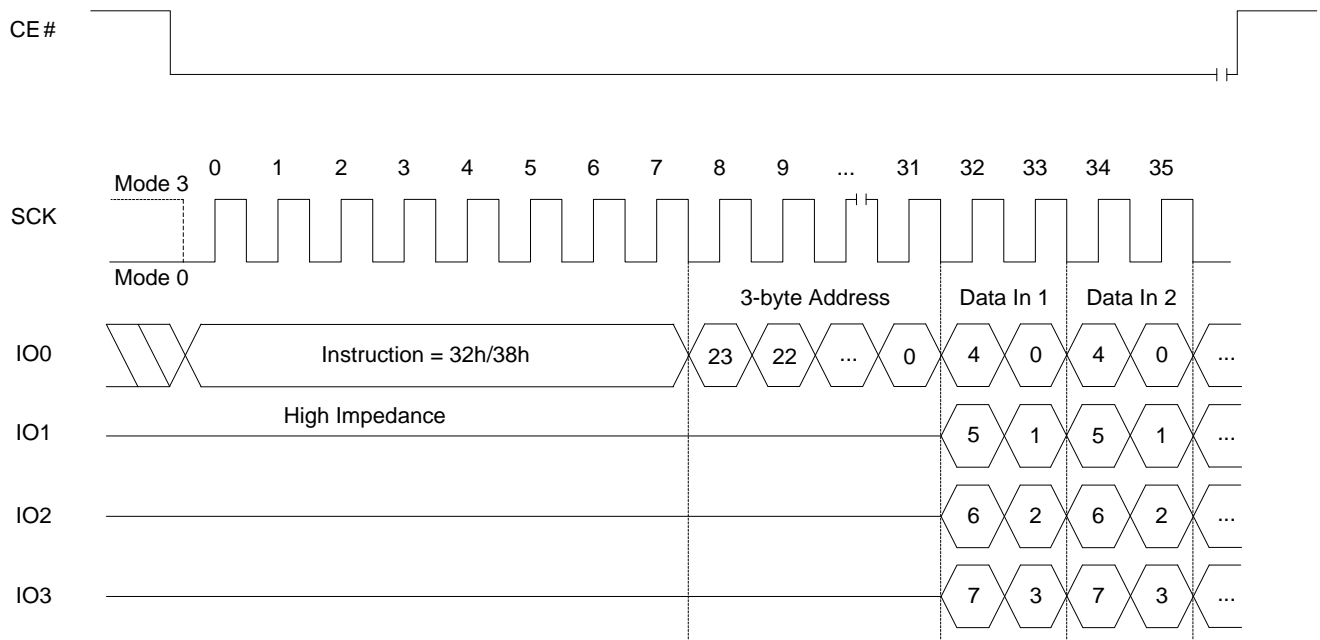 CE#
0 1 2 3 4 5 6 7 8 9 ... 31 32 33 34 35
Mode 3
SCK
Mode 0
3-byte Address Data In 1 Data In 2
IO0 Instruction = 32h/38h 23 22 ... 0 4 0 4 0 ...
High Impedance
IO1 5 1 5 1 ...
IO2 6 2 6 2 ...
IO3 7 3 7 3 ...